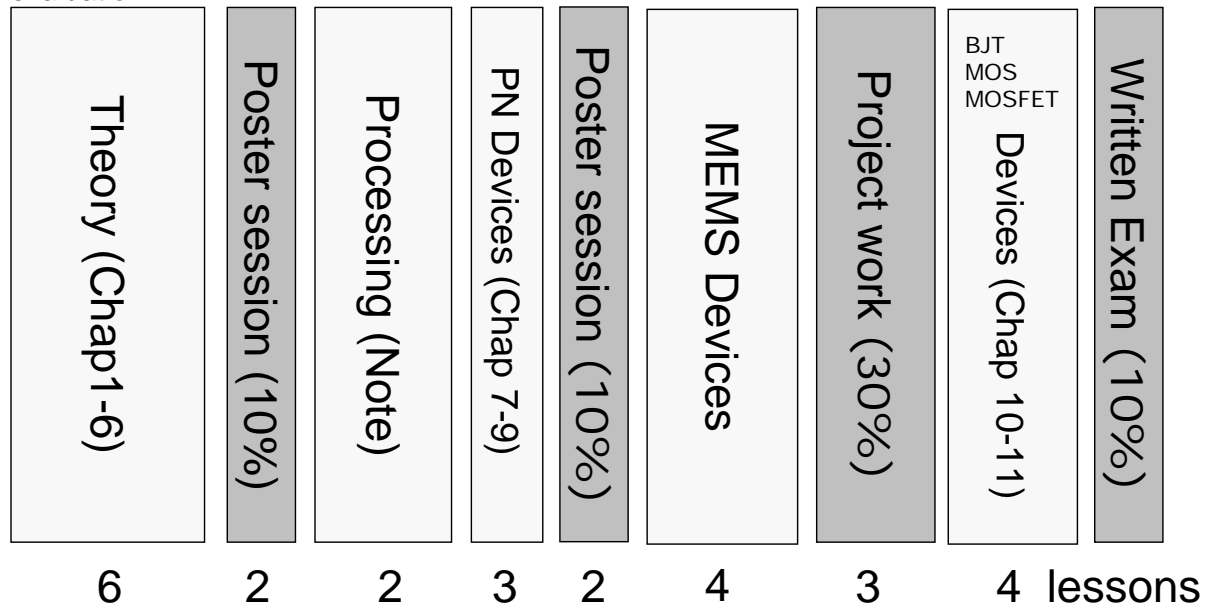 Theory (Chap1-6)
Poster session (10%)
Processing (Note)
PN Devices (Chap 7-9)
Poster session (10%)
MEMS Devices
Project work (30%)
BJT
MOS
MOSFET
Devices (Chap 10-11)
Written Exam (10%)
6 2 2 3 2 4 3 4 lessons